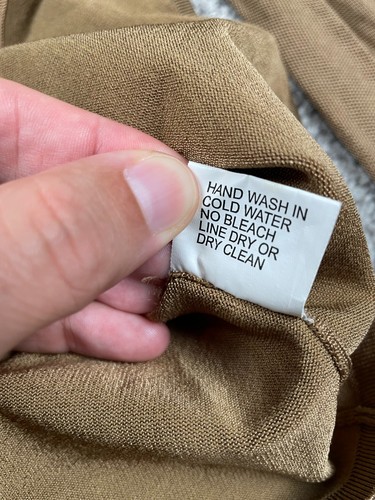 HAND WASH IN
COLD WATER
NO BLEACH
LINE DRY OR
DRY CLEAN